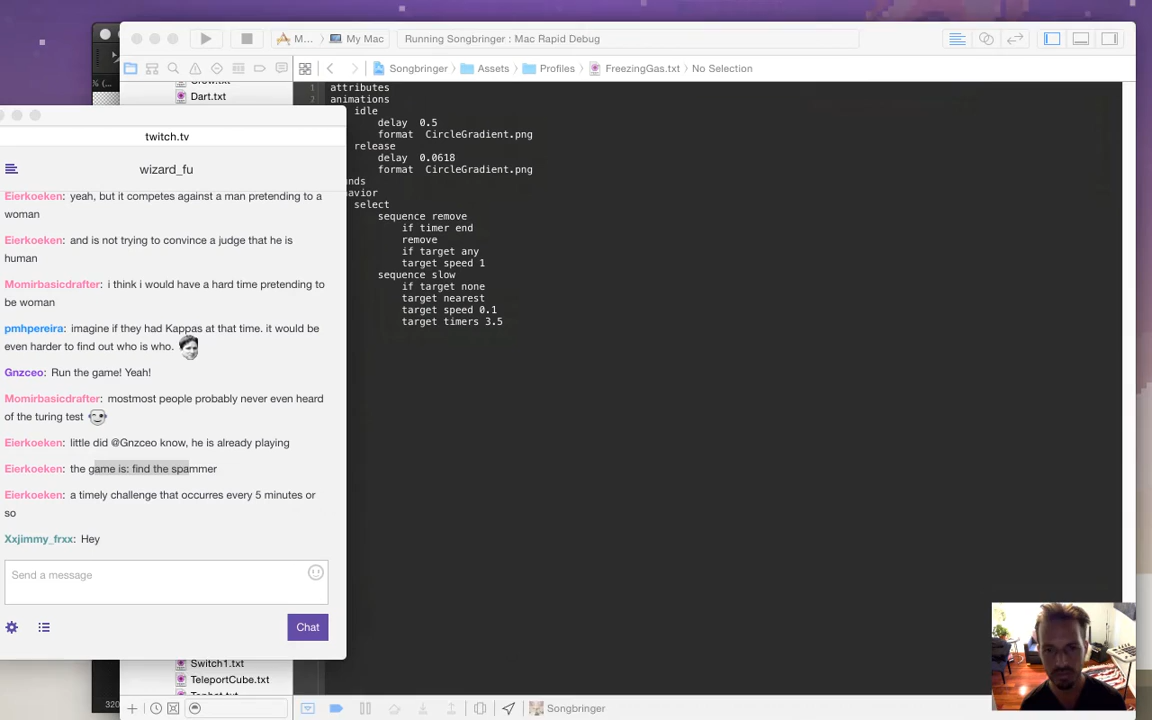 M...
My Mac
Running Songbringer : Mac Rapid Debug
Songbringer
Assets
Profiles
FreezingGas.txt
No Selection
Dart.txt
1 attributes
2 animations
idle
delay 0.5
format CircleGradient.png
release
delay 0.0618
format CircleGradient.png
unds
havior
select
sequence remove
if timer end
remove
if target any
target speed 1
sequence slow
if target none
target nearest
target speed 0.1
target timers 3.5
twitch.tv
wizard_fu
Eierkoeken: yeah, but it competes against a man pretending to a
woman
Eierkoeken: and is not trying to convince a judge that he is
human
Momirbasicdrafter: i think i would have a hard time pretending to
be woman
pmhpereira: imagine if they had Kappas at that time. it would be
even harder to find out who is who.
Gnzceo: Run the game! Yeah!
Momirbasicdrafter: mostmost people probably never even heard
of the turing test
Eierkoeken: little did @Gnzceo know, he is already playing
Eierkoeken: the game is: find the spammer
Eierkoeken: a timely challenge that occurres every 5 minutes or
so
Xxjimmy_frxx: Hey
Send a message
Chat
Switch1.txt
TeleportCube.txt
320
Songbringer